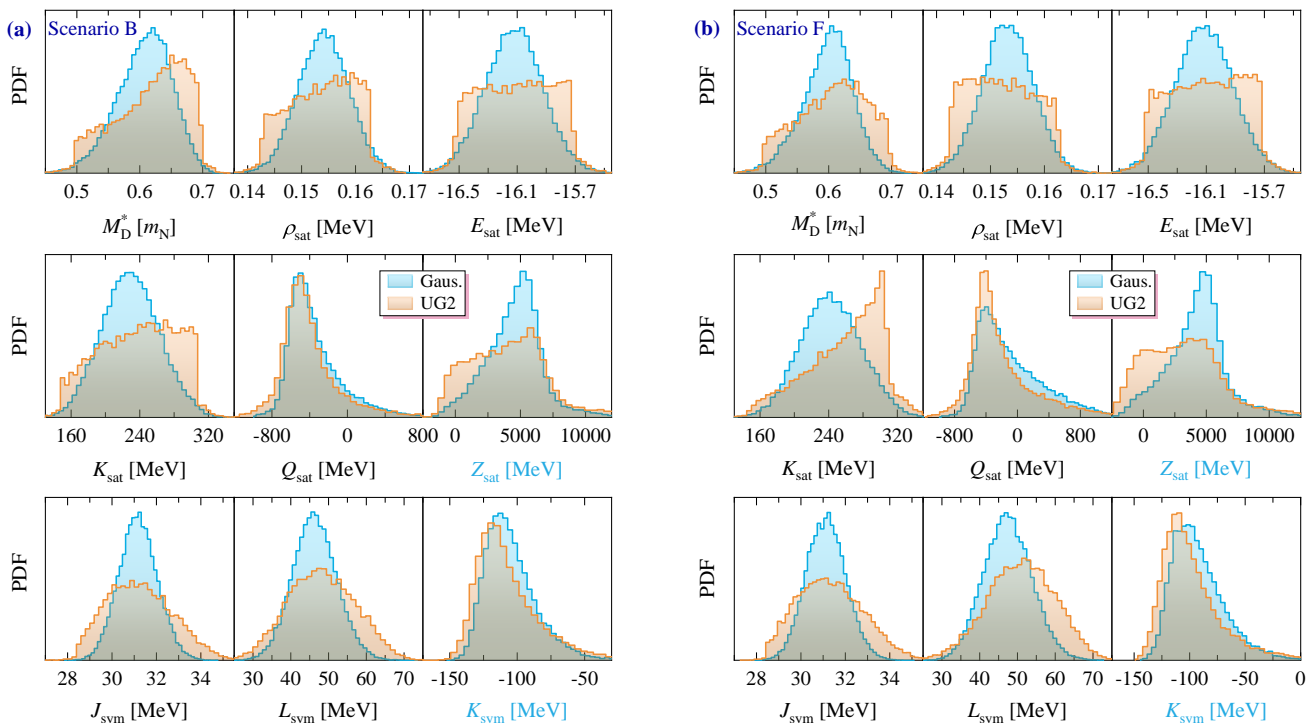 (a) Scenario B
PDF
0.5 0.6 0.7 0.14 0.15 0.16 0.17 -16.5 -16.1 -15.7
M*D [mN] ρsat [MeV] Esat [MeV]
Gaus.
UG2
PDF
160 240 320 -800 0 800 0 5000 10000
Ksat [MeV] Qsat [MeV] Zsat [MeV]
PDF
28 30 32 34 30 40 50 60 70 -150 -100 -50
Jsym [MeV] Lsym [MeV] Ksym [MeV]
(b) Scenario F
PDF
0.5 0.6 0.7 0.14 0.15 0.16 0.17 -16.5 -16.1 -15.7
M*D [mN] ρsat [MeV] Esat [MeV]
Gaus.
UG2
PDF
160 240 320 -800 0 800 0 5000 10000
Ksat [MeV] Qsat [MeV] Zsat [MeV]
PDF
28 30 32 34 30 40 50 60 70 -150 -100 -50 0
Jsym [MeV] Lsym [MeV] Ksym [MeV]